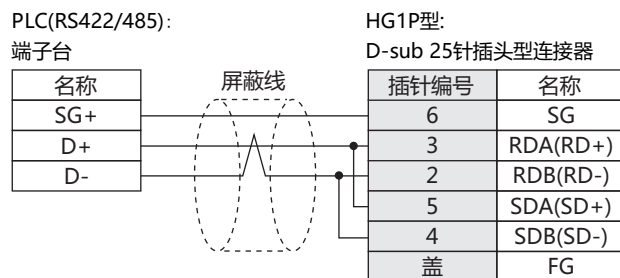 PLC(RS422/485):
端子台
HG1P型:
D-sub 25针插头型连接器
屏蔽线
名称
SG+
D+
D-
插针编号 名称
6 SG
3 RDA(RD+)
2 RDB(RD-)
5 SDA(SD+)
4 SDB(SD-)
盖 FG